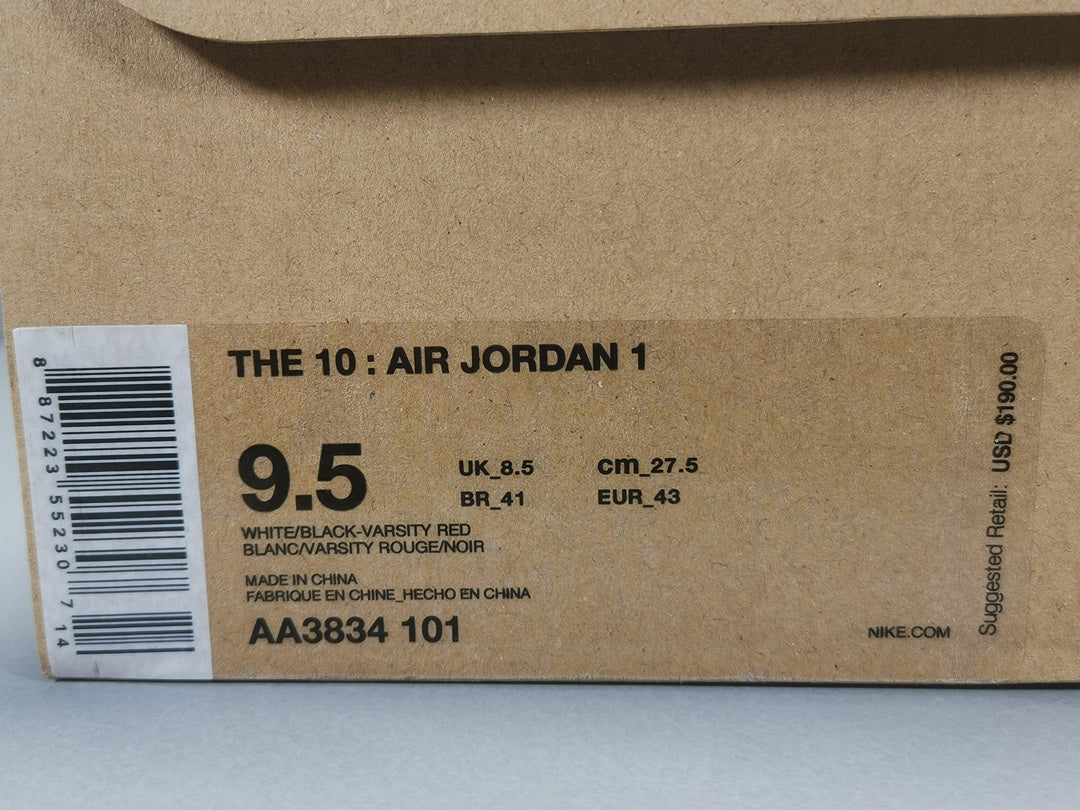 THE 10 : AIR JORDAN 1
9.5
UK_8.5 cm_27.5
BR_41 EUR_43
WHITE/BLACK-VARSITY RED
BLANC/VARSITY ROUGE/NOIR
MADE IN CHINA
FABRIQUE EN CHINE_HECHO EN CHINA
AA3834 101
NIKE.COM
Suggested Retail: USD $190.00
8 87223 55230 7 14